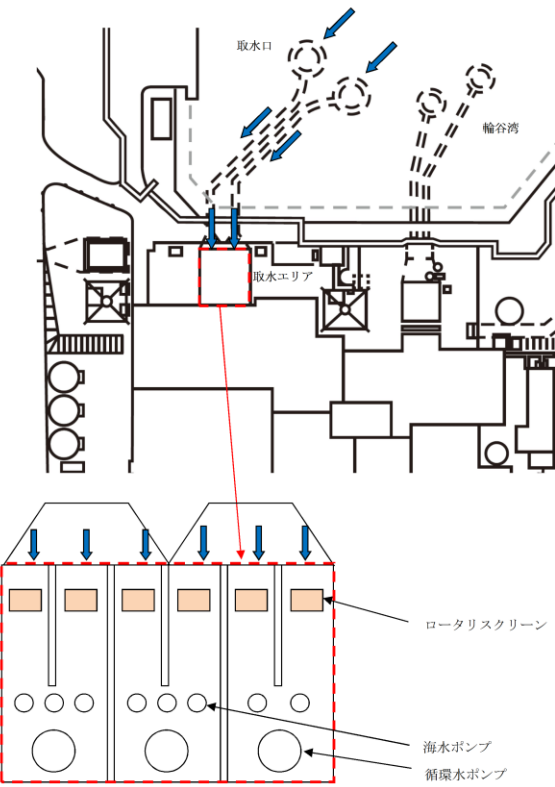 取水口
輪谷湾
取水エリア
ロータリスクリーン
海水ポンプ
循環水ポンプ